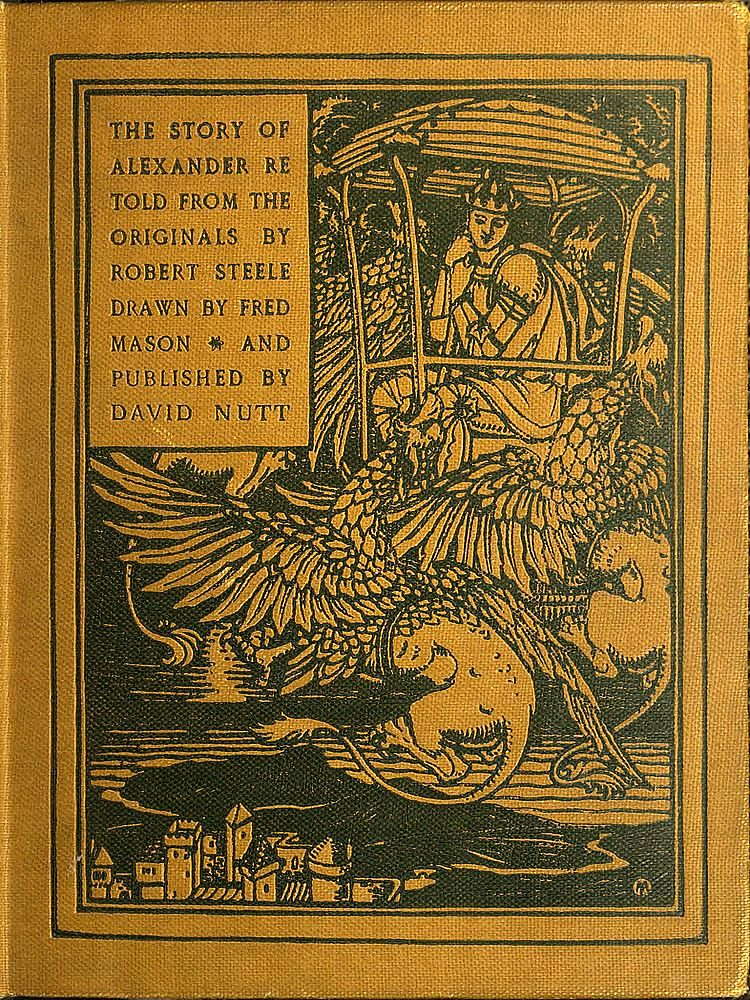 THE STORY OF
ALEXANDER RE
TOLD FROM THE
ORIGINALS BY
ROBERT STEELE
DRAWN BY FRED
MASON * AND
PUBLISHED BY
DAVID NUTT